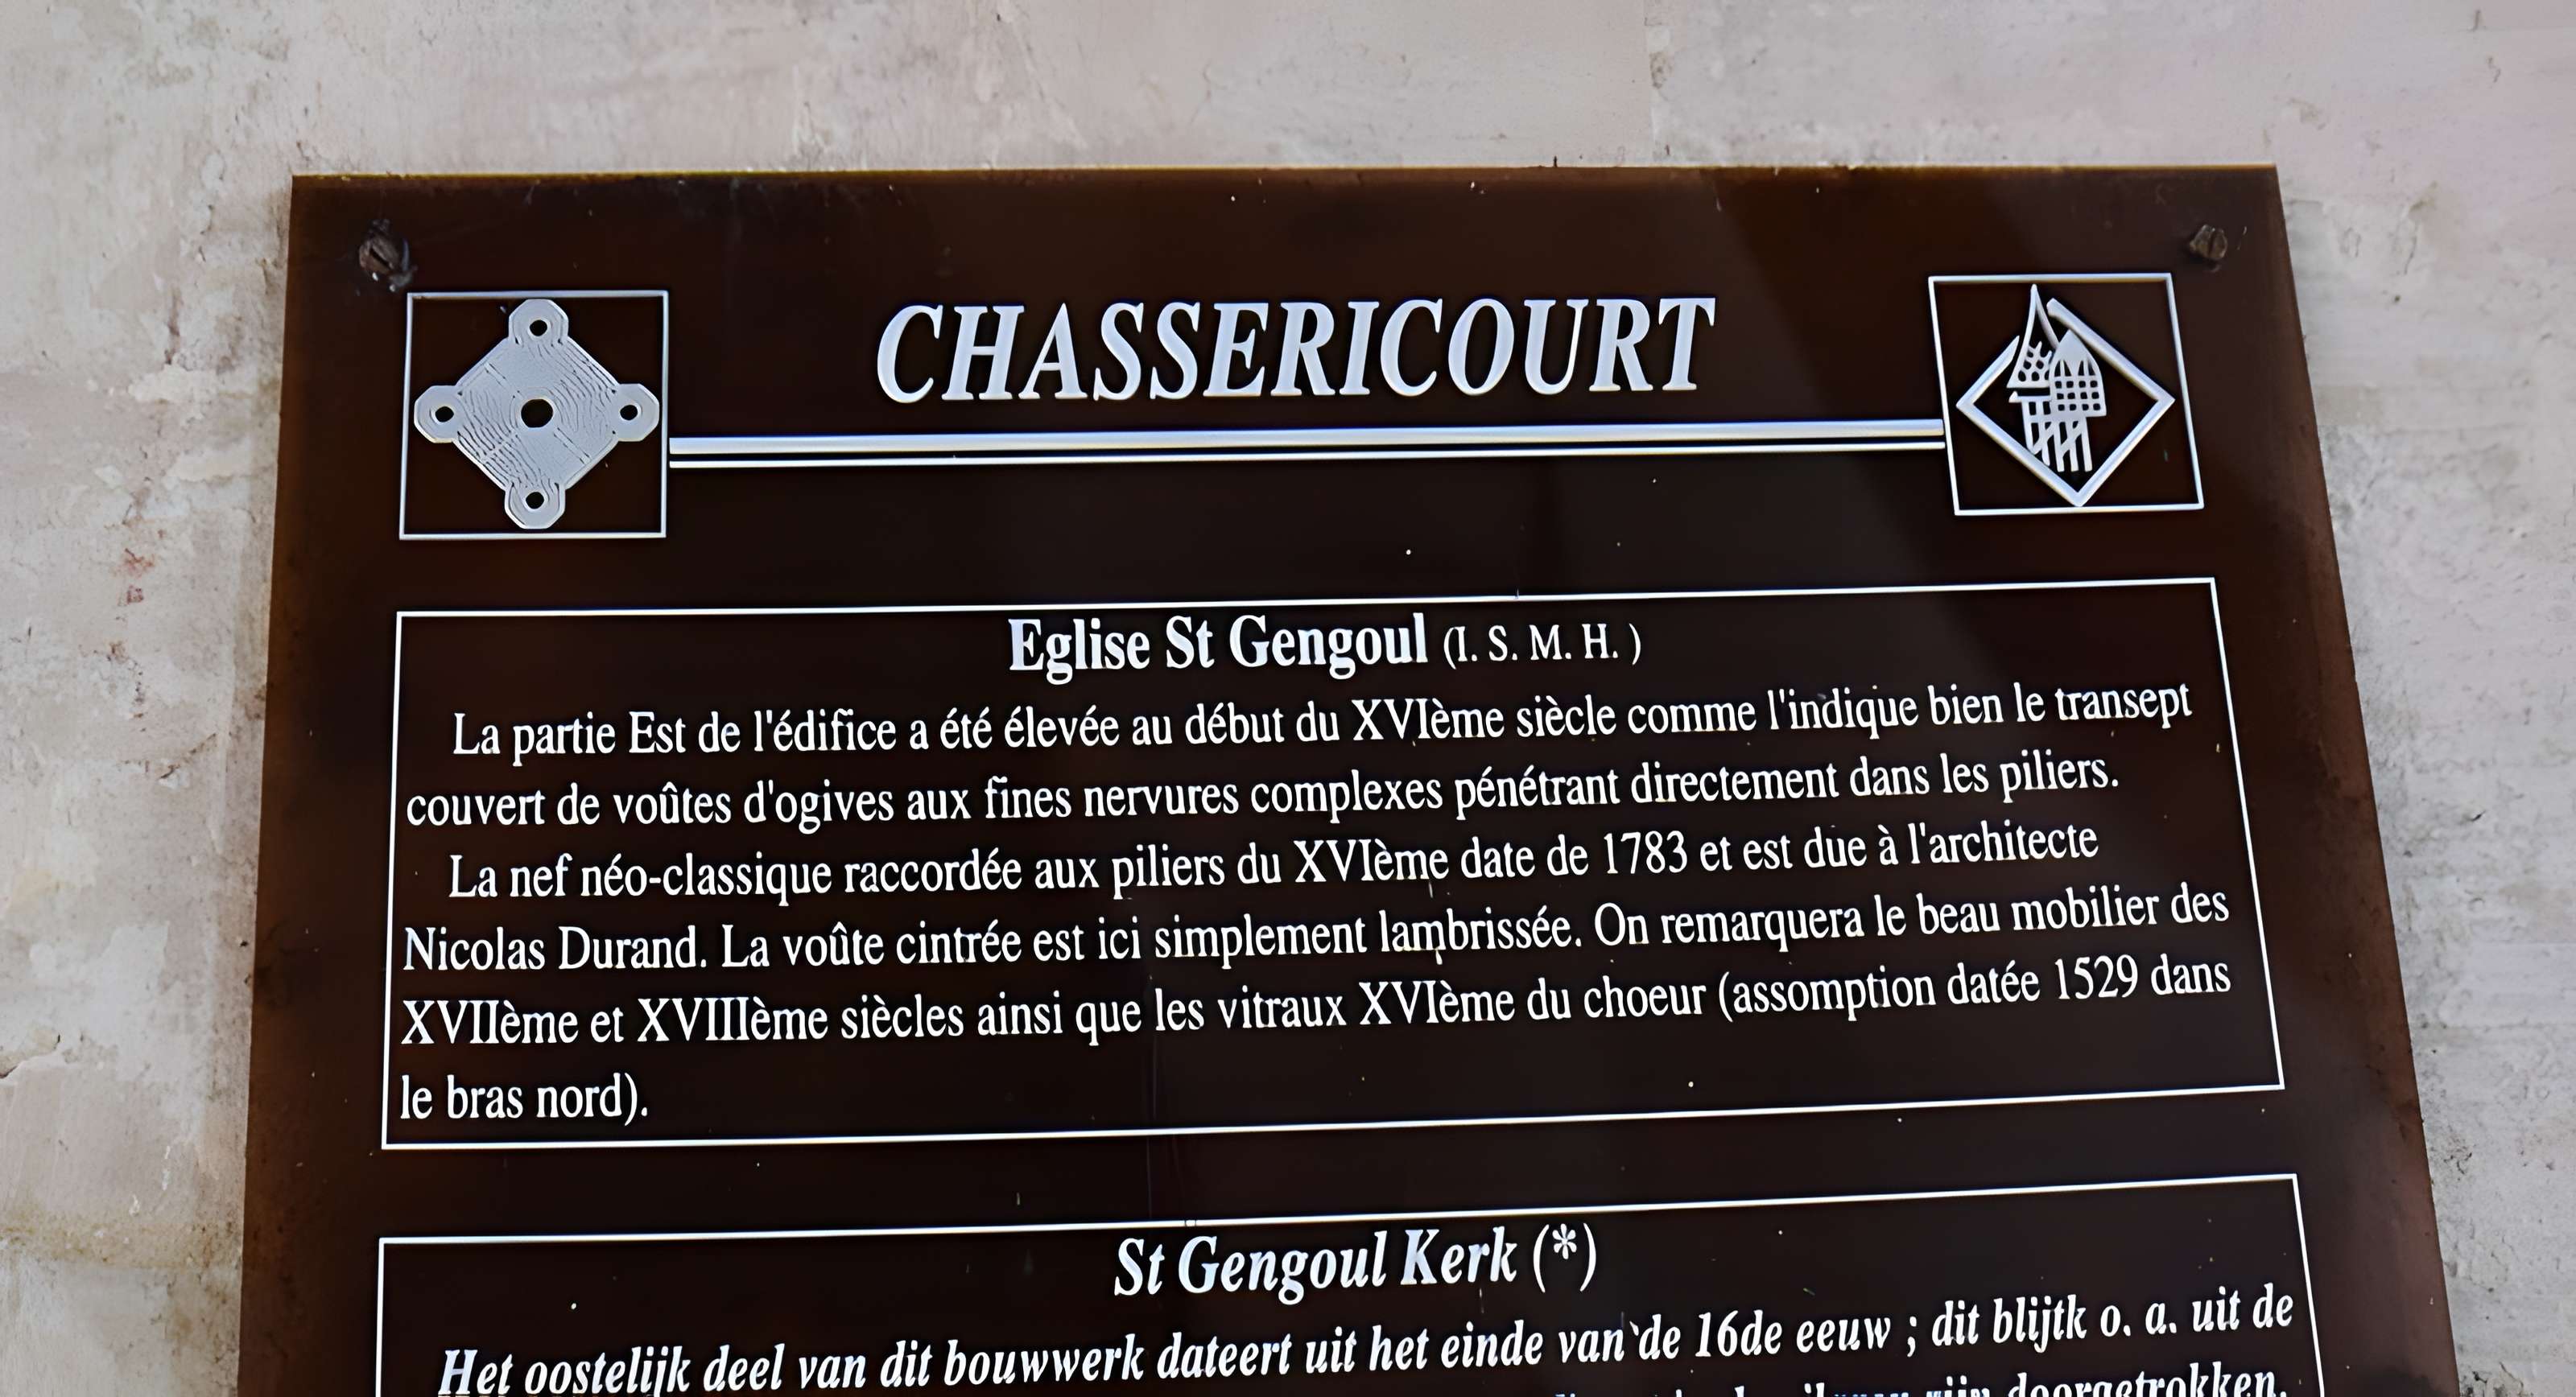 CHASSERICOURT
Eglise St Gengoul (I. S. M. H. )
La partie Est de l'édifice a été élevée au début du XVIème siècle comme l'indique bien le transept
couvert de voûtes d'ogives aux fines nervures complexes pénétrant directement dans les piliers.
La nef néo-classique raccordée aux piliers du XVIème date de 1783 et est due à l'architecte
Nicolas Durand. La voûte cintrée est ici simplement lambrissée. On remarquera le beau mobilier des
XVIIème et XVIIIème siècles ainsi que les vitraux XVIème du choeur (assomption datée 1529 dans
le bras nord).
St Gengoul Kerk (*)
Het oostelijk deel van dit bouwwerk dateert uit het einde van de 16de eeuw ; dit blijtk o. a. uit de
zijn doorgetrokken.